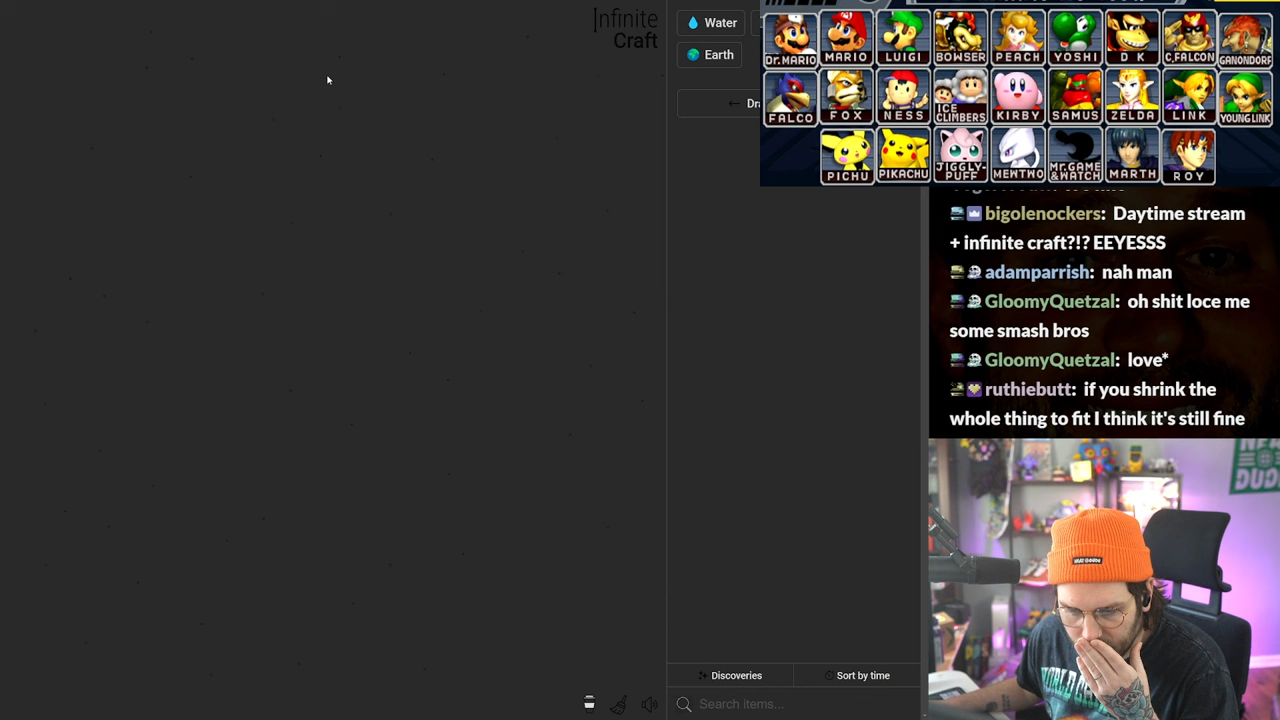 Infinite
Craft
Water
Earth
← Dra
Dr.MARIO
MARIO
LUIGI
BOWSER
PEACH
YOSHI
D K
C.FALCON
GANONDORF
FALCO
FOX
NESS
ICE
CLIMBERS
KIRBY
SAMUS
ZELDA
LINK
YOUNG LINK
PICHU
PIKACHU
JIGGLY-
PUFF
MEWTWO
Mr.GAME
&WATCH
MARTH
ROY
bigolenockers: Daytime stream
+ infinite craft?!? EEYESSS
adamparrish: nah man
GloomyQuetzal: oh shit loce me
some smash bros
GloomyQuetzal: love*
ruthiebutt: if you shrink the
whole thing to fit I think it's still fine
Discoveries
Sort by time
Search items...